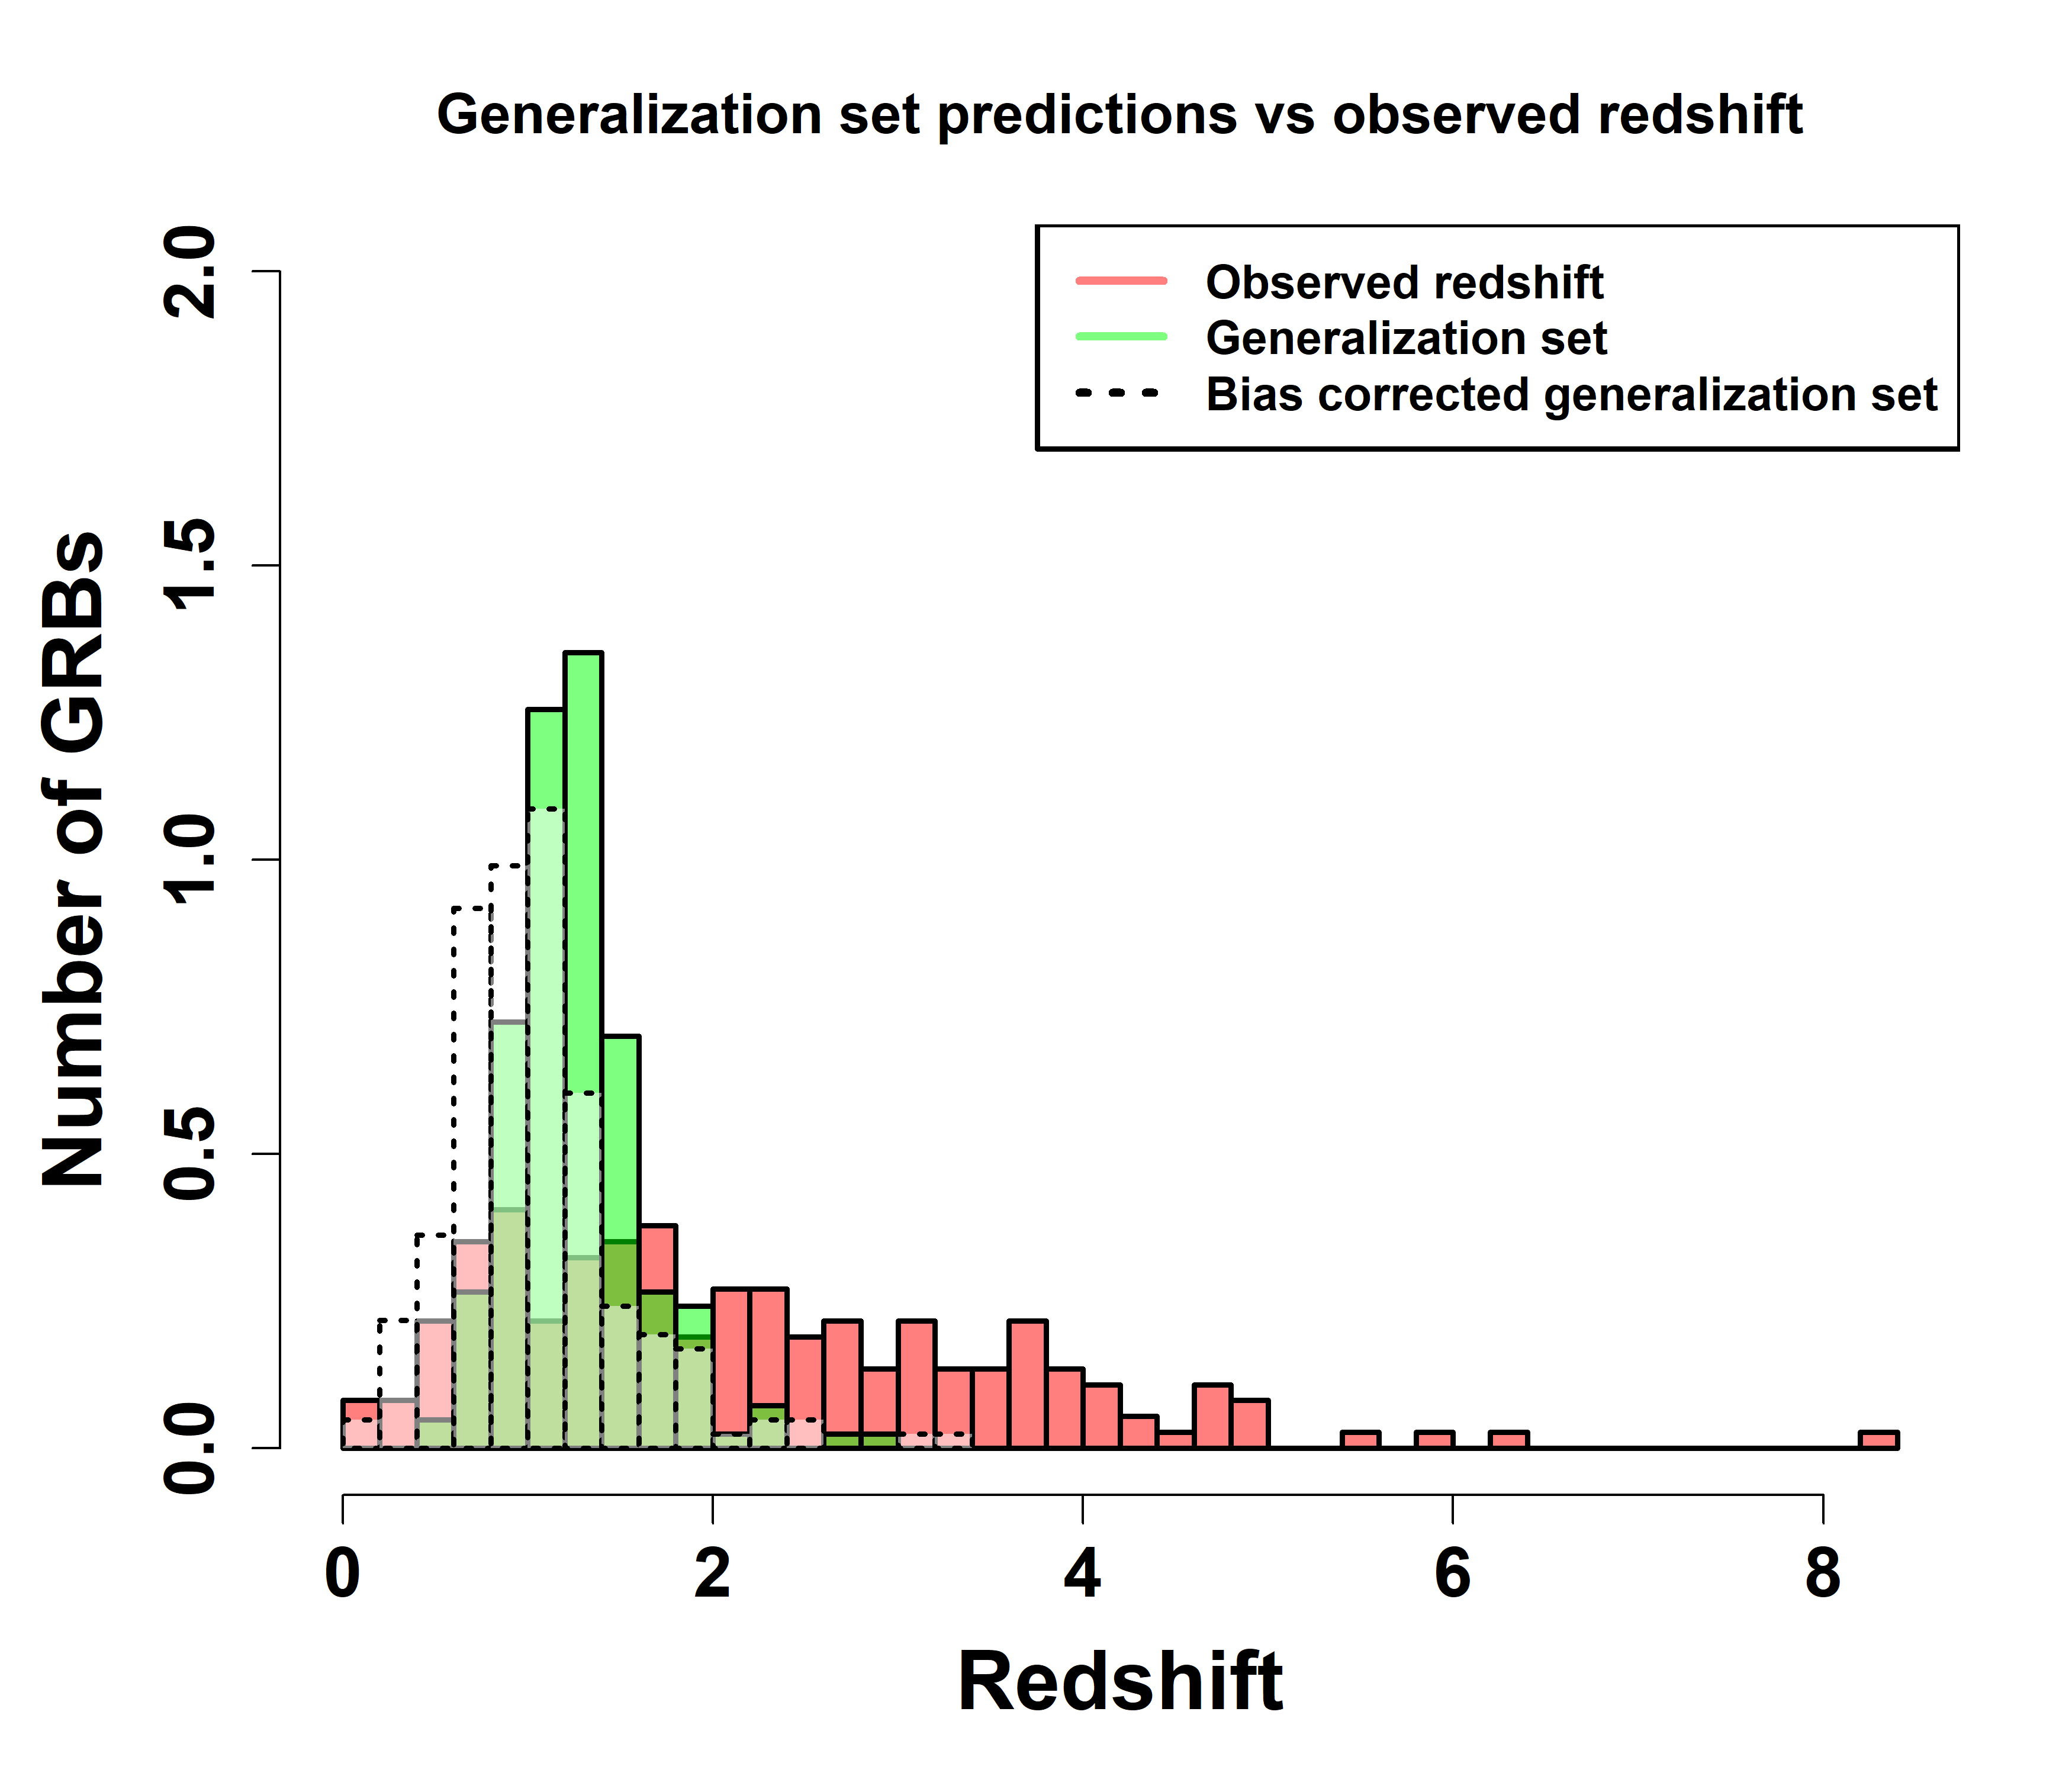 Generalization set predictions vs observed redshift
Observed redshift
Generalization set
Bias corrected generalization set
Number of GRBs
2.0
1.5
1.0
0.5
0.0
0 2 4 6 8
Redshift